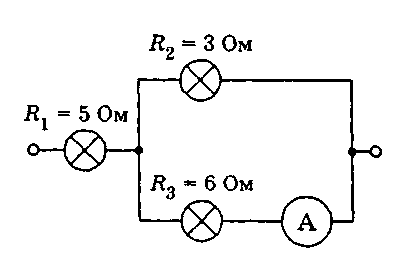 R₂ = 3 Ом
R₁ = 5 Ом
R₃ = 6 Ом
A